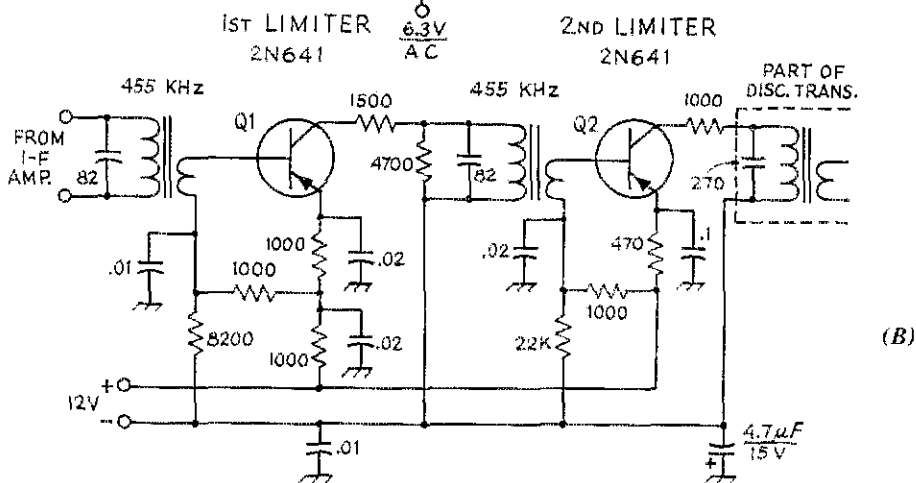 1ST LIMITER
2N641
6.3V
AC
2ND LIMITER
2N641
455 KHz
Q1
1500
455 KHz
Q2
1000
PART OF
DISC. TRANS.
FROM
I-F
AMP.
82
4700
82
270
.01
1000
1000
.02
8200
1000
.02
.02
1000
470
.1
22K
(B)
+
12V
-
.01
4.7µF
15V
+